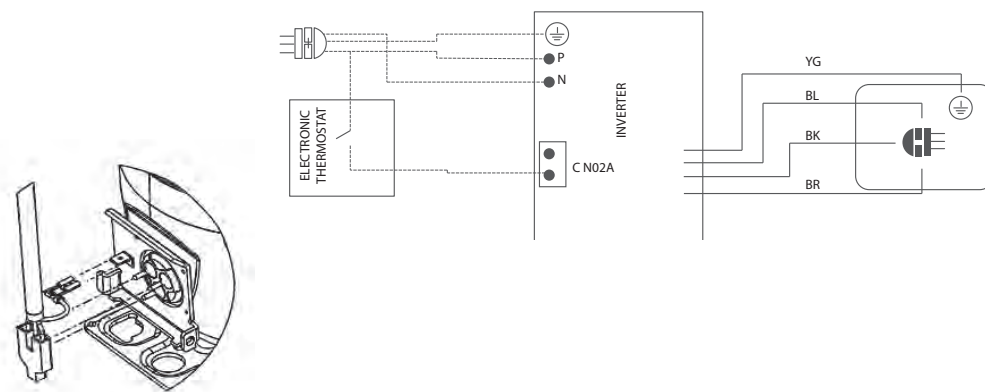 P
N
ELECTRONIC
THERMOSTAT
INVERTER
C N02A
YG
BL
BK
BR